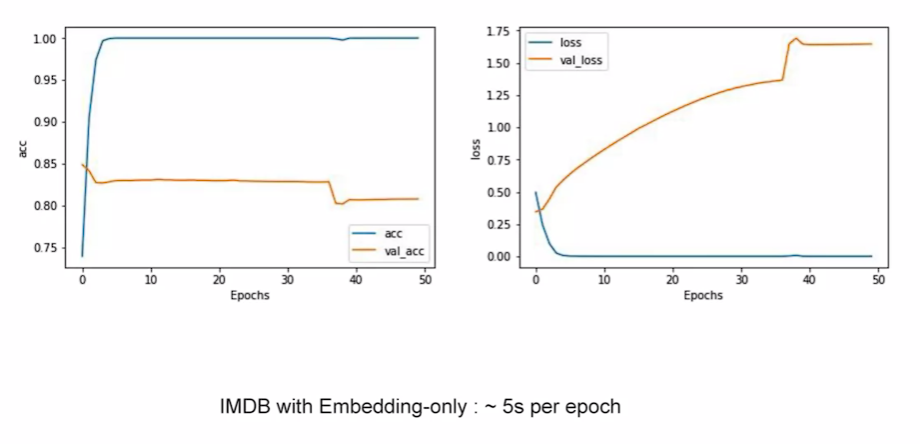 1.00
0.95
0.90
0.85
0.80
0.75
acc
acc
val_acc
0 10 20 30 40 50
Epochs
1.75
1.50
1.25
1.00
0.75
0.50
0.25
0.00
loss
loss
val_loss
0 10 20 30 40 50
Epochs
IMDB with Embedding-only : ~ 5s per epoch